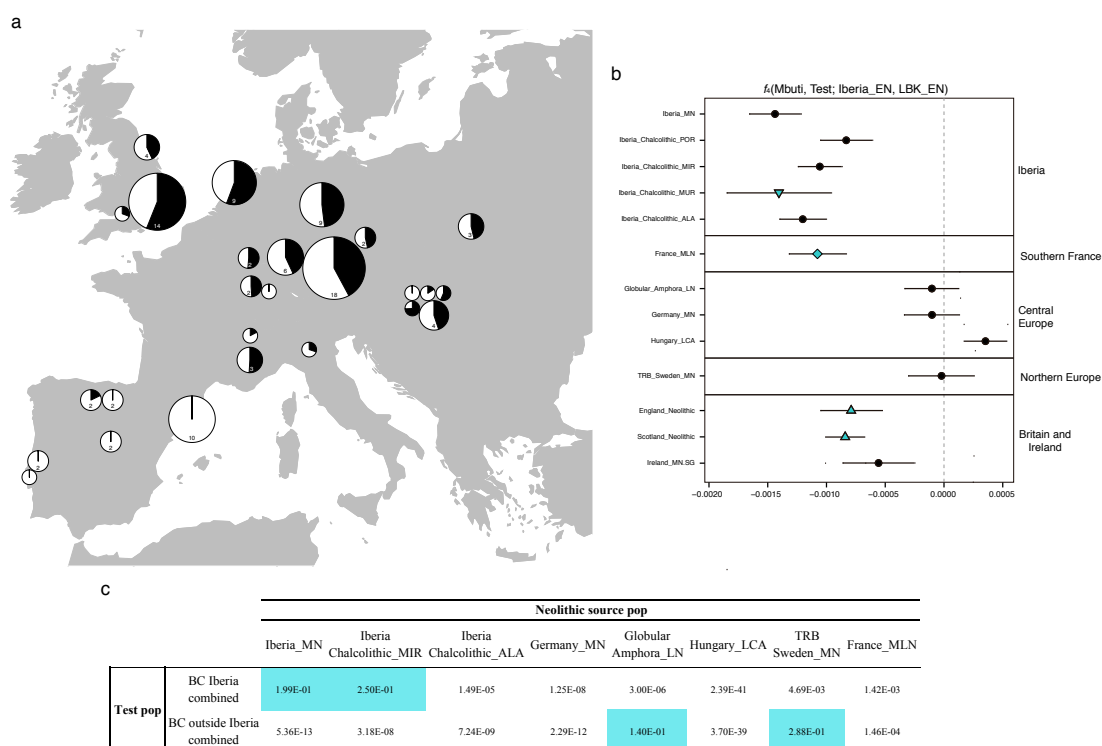 a
4
14
9
9
2
3
6
18
2
2
4
3
2
2
10
2
2
b
f₄(Mbuti, Test; Iberia_EN, LBK_EN)
Iberia_MN
Iberia_Chalcolithic_POR
Iberia_Chalcolithic_MIR
Iberia_Chalcolithic_MUR
Iberia_Chalcolithic_ALA
Iberia
France_MLN
Southern France
Globular_Amphora_LN
Germany_MN
Hungary_LCA
Central
Europe
TRB_Sweden_MN
Northern Europe
England_Neolithic
Scotland_Neolithic
Ireland_MN.SG
Britain and
Ireland
−0.0020 −0.0015 −0.0010 −0.0005 0.0000 0.0005
c
Neolithic source pop
Iberia_MN Iberia Chalcolithic_MIR Iberia Chalcolithic_ALA Germany_MN Globular Amphora_LN Hungary_LCA TRB Sweden_MN France_MLN
Test pop
BC Iberia combined 1.99E-01 2.50E-01 1.49E-05 1.25E-08 3.00E-06 2.39E-41 4.69E-03 1.42E-03
BC outside Iberia combined 5.36E-13 3.18E-08 7.24E-09 2.29E-12 1.40E-01 3.70E-39 2.88E-01 1.46E-04